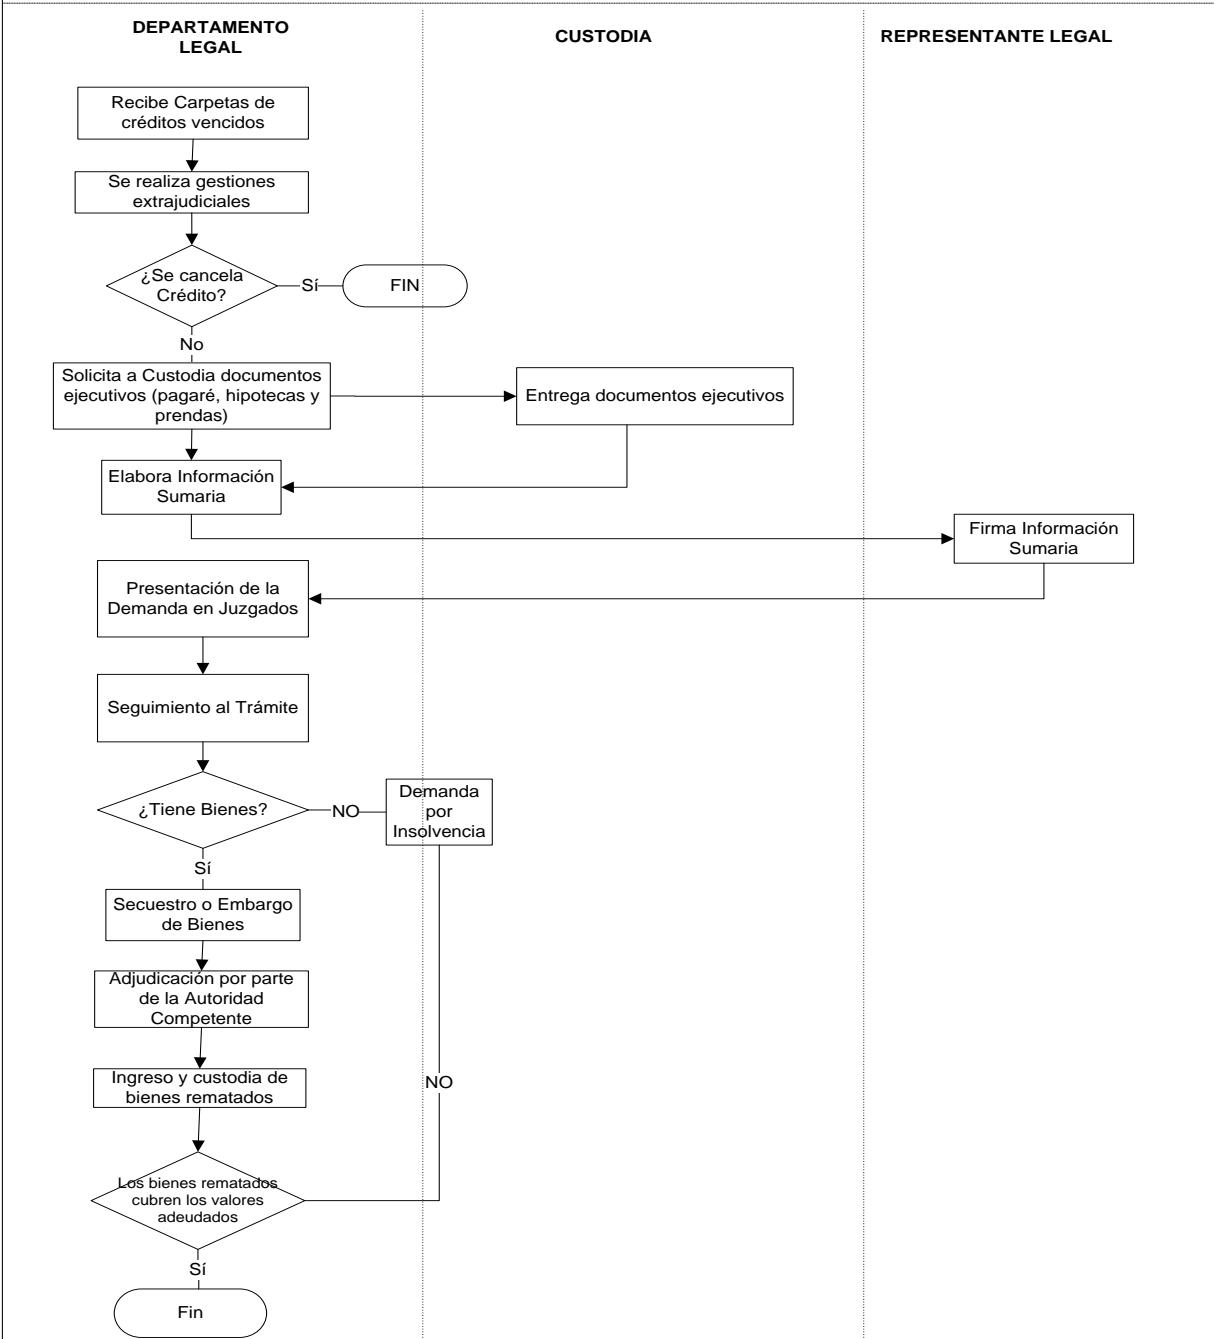 DEPARTAMENTO
LEGAL
CUSTODIA
REPRESENTANTE LEGAL
Recibe Carpetas de
créditos vencidos
Se realiza gestiones
extrajudiciales
¿Se cancela
Crédito?
Sí
FIN
No
Solicita a Custodia documentos
ejecutivos (pagaré, hipotecas y
prendas)
Entrega documentos ejecutivos
Elabora Información
Sumaria
Firma Información
Sumaria
Presentación de la
Demanda en Juzgados
Seguimiento al Trámite
¿Tiene Bienes?
NO
Demanda
por
Insolvencia
Sí
Secuestro o Embargo
de Bienes
Adjudicación por parte
de la Autoridad
Competente
Ingreso y custodia de
bienes rematados
NO
Los bienes rematados
cubren los valores
adeudados
Sí
Fin